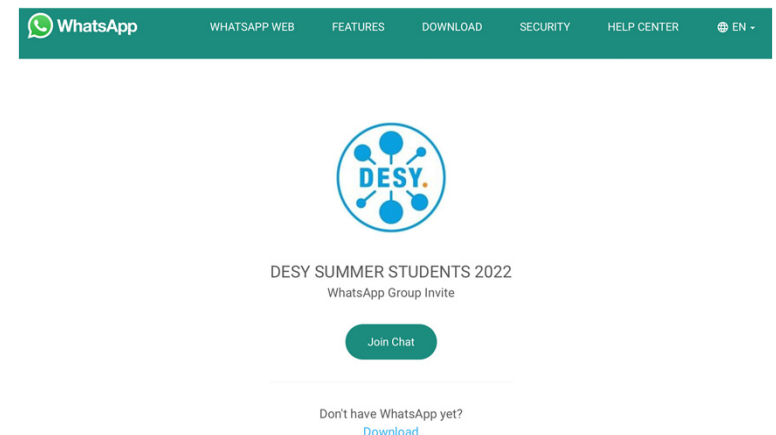 WhatsApp WHATSAPP WEB FEATURES DOWNLOAD SECURITY HELP CENTER EN
DESY.
DESY SUMMER STUDENTS 2022
WhatsApp Group Invite
Join Chat
Don't have WhatsApp yet?
Download